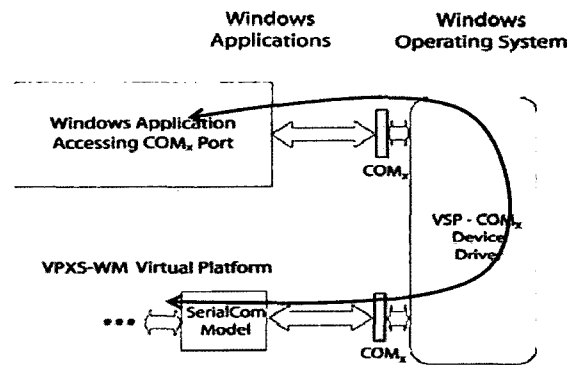 Windows
Applications
Windows
Operating System
Windows Application
Accessing COMx Port
COMx
VSP - COMx
Device
Driver
VPXS-WM Virtual Platform
•••
SerialCom
Model
COMx